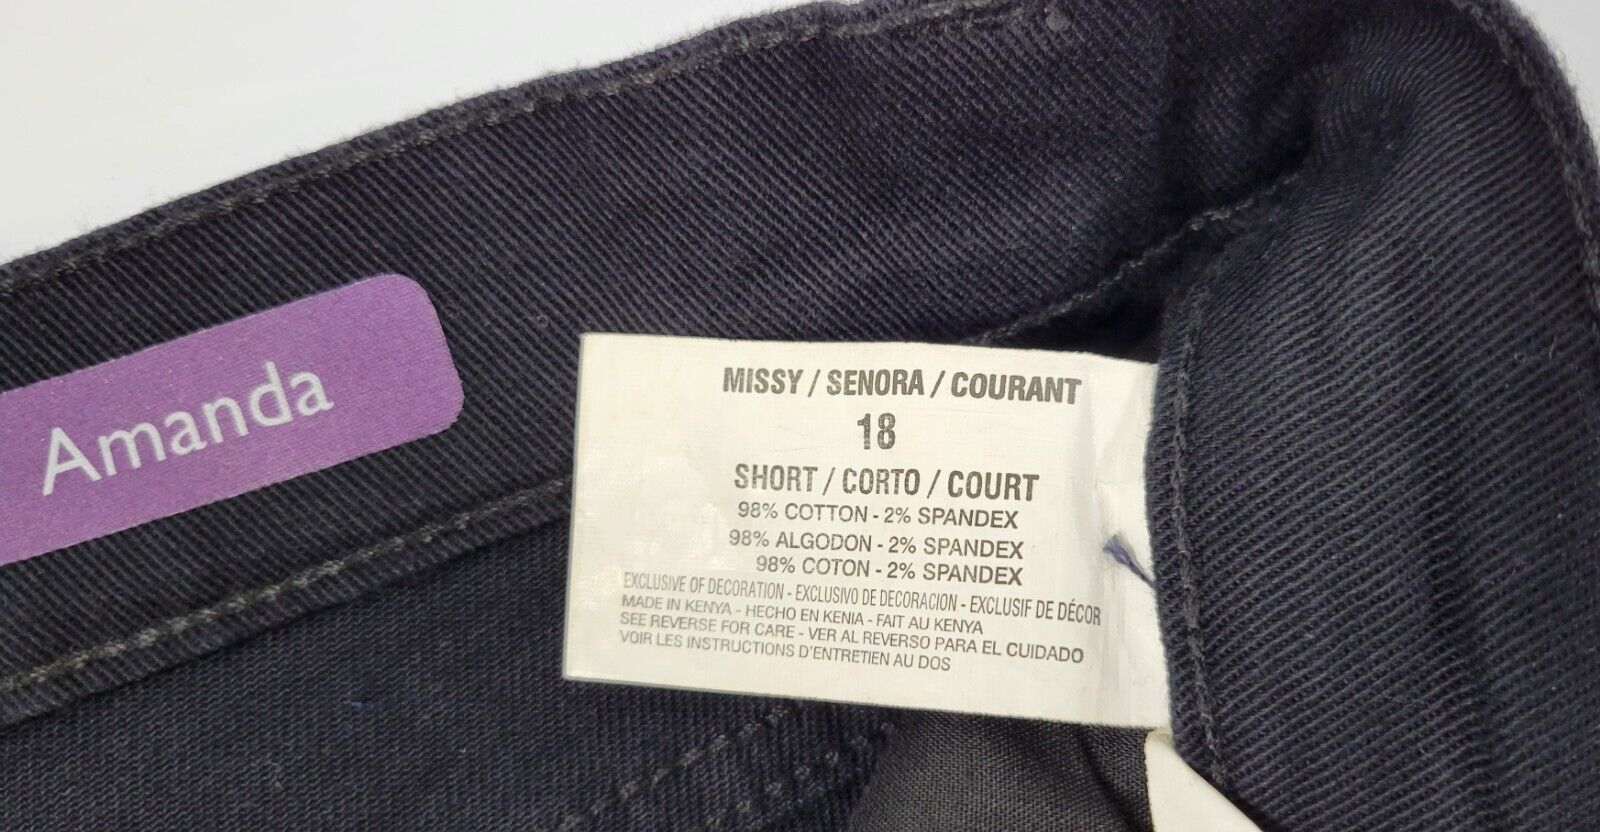 Amanda
MISSY / SENORA / COURANT
18
SHORT / CORTO / COURT
98% COTTON - 2% SPANDEX
98% ALGODON - 2% SPANDEX
98% COTON - 2% SPANDEX
EXCLUSIVE OF DECORATION - EXCLUSIVO DE DECORACION - EXCLUSIF DE DÉCOR
MADE IN KENYA - HECHO EN KENIA - FAIT AU KENYA
SEE REVERSE FOR CARE - VER AL REVERSO PARA EL CUIDADO
VOIR LES INSTRUCTIONS D'ENTRETIEN AU DOS